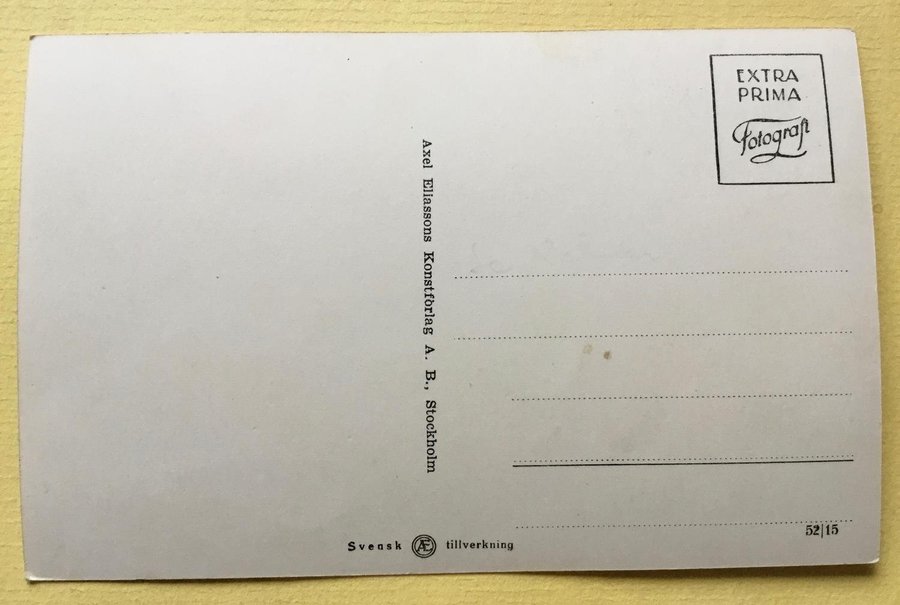 EXTRA
PRIMA
Fotografi
Axel Eliassons Konstförlag A. B., Stockholm
52|15
Svensk Æ tillverkning